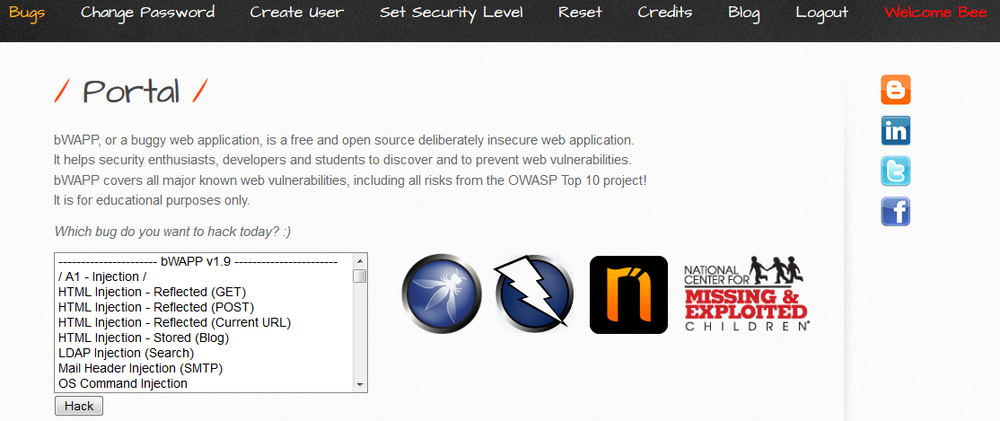 Bugs Change Password Create User Set Security Level Reset Credits Blog Logout Welcome Bee
/ Portal /
bWAPP, or a buggy web application, is a free and open source deliberately insecure web application.
It helps security enthusiasts, developers and students to discover and to prevent web vulnerabilities.
bWAPP covers all major known web vulnerabilities, including all risks from the OWASP Top 10 project!
It is for educational purposes only.
Which bug do you want to hack today? :)
---------------------- bWAPP v1.9 -----------------------
/ A1 - Injection /
HTML Injection - Reflected (GET)
HTML Injection - Reflected (POST)
HTML Injection - Reflected (Current URL)
HTML Injection - Stored (Blog)
LDAP Injection (Search)
Mail Header Injection (SMTP)
OS Command Injection
Hack
NATIONAL
CENTER FOR
MISSING &
EXPLOITED
CHILDREN®
in